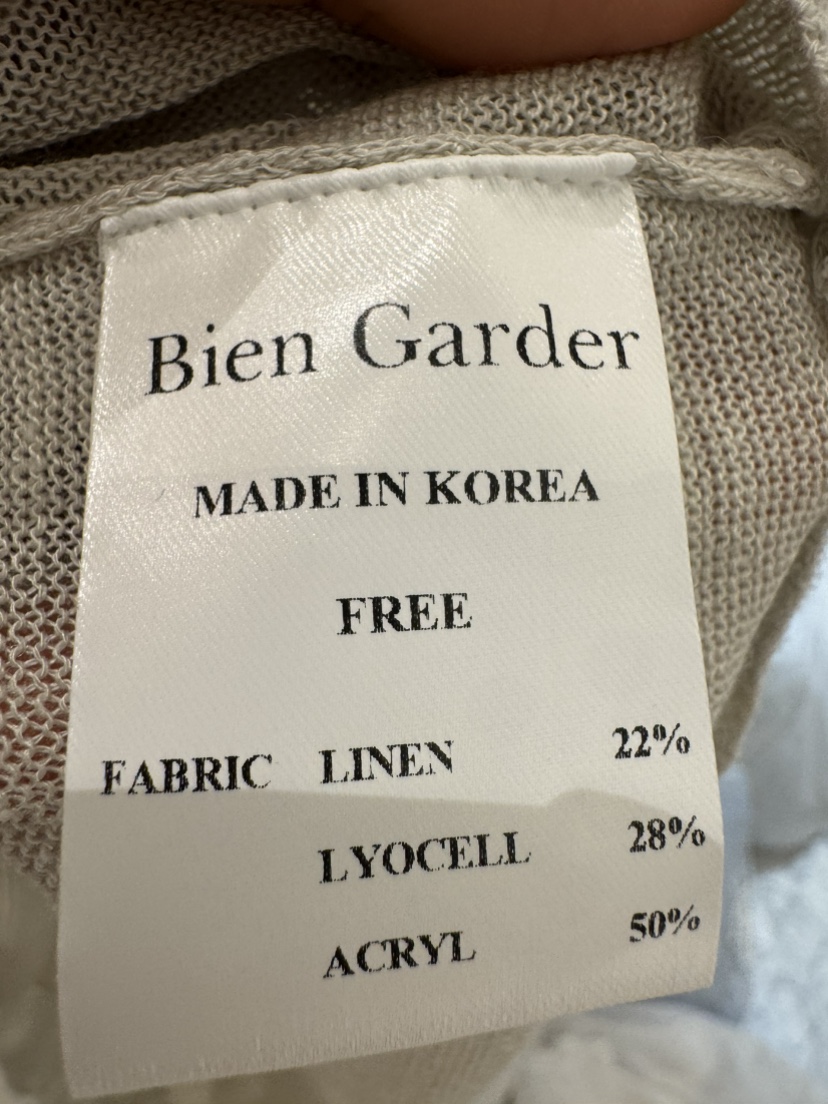 Bien Garder
MADE IN KOREA
FREE
FABRIC LINEN 22%
LYOCELL 28%
ACRYL 50%